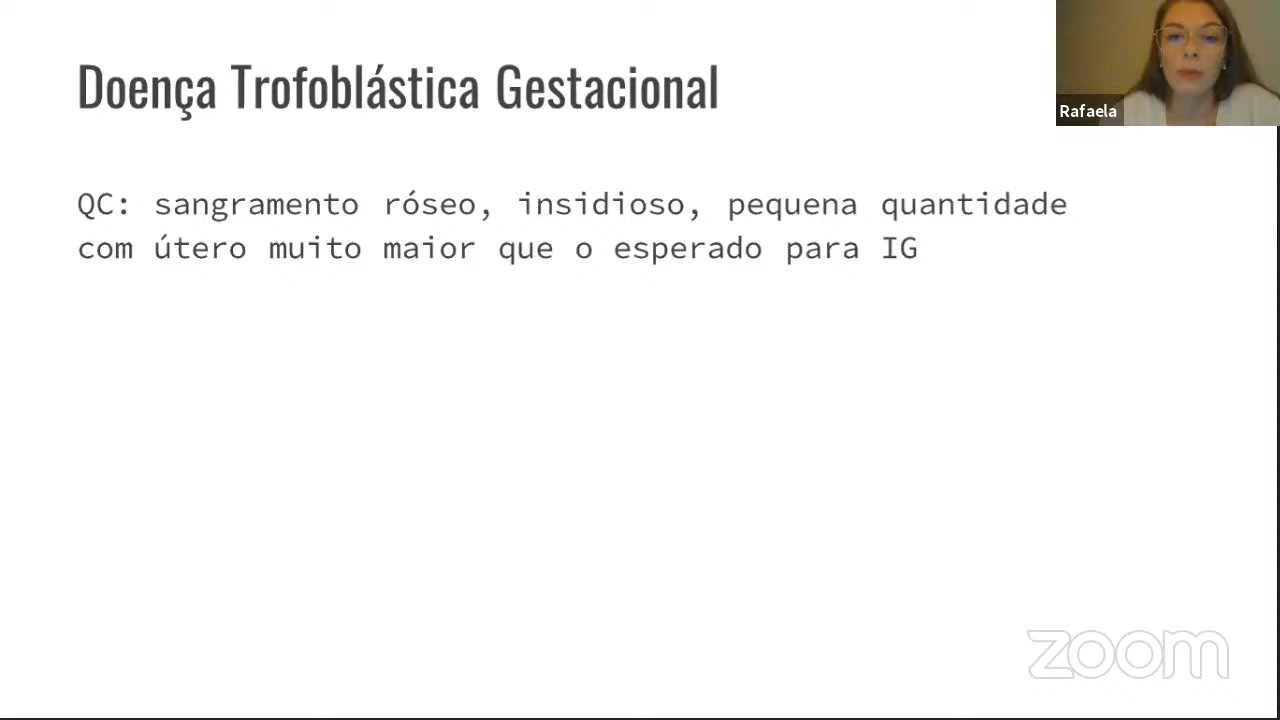 Doença Trofoblástica Gestacional
Rafaela
QC: sangramento róseo, insidioso, pequena quantidade
com útero muito maior que o esperado para IG
zoom